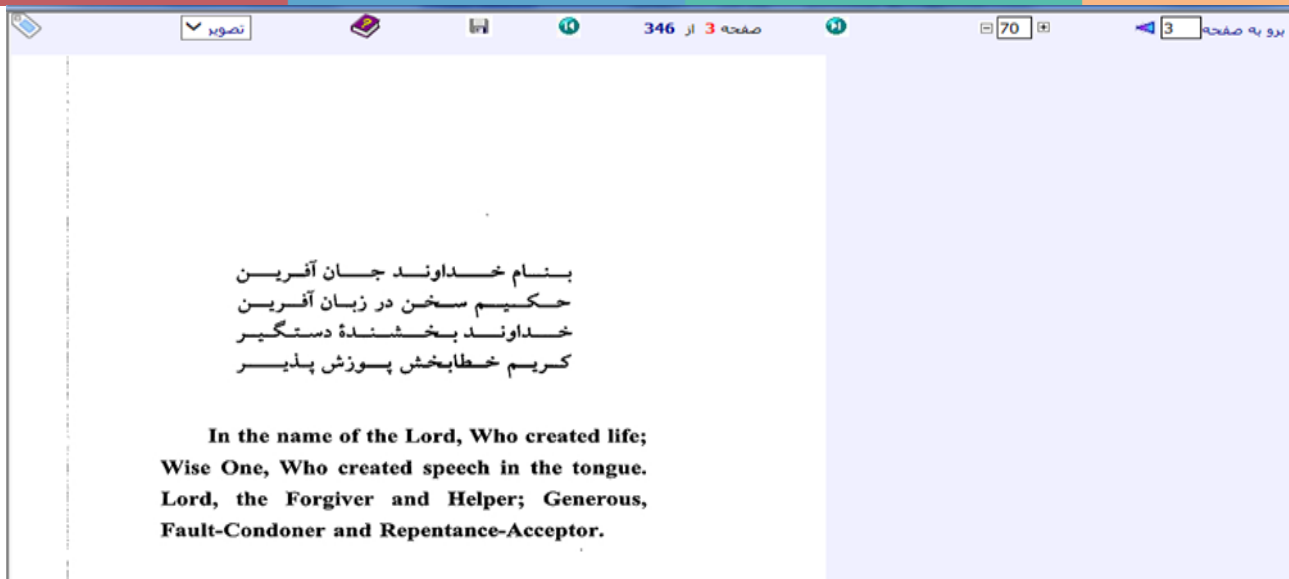 برو به صفحه 3 70 صفحه 3 از 346 تصویر
بنام خداوند جان آفرین
حکیم سخن در زبان آفرین
خداوند بخشندهٔ دستگیر
کریم خطابخش پوزش پذیر
In the name of the Lord, Who created life;
Wise One, Who created speech in the tongue.
Lord, the Forgiver and Helper; Generous,
Fault-Condoner and Repentance-Acceptor.